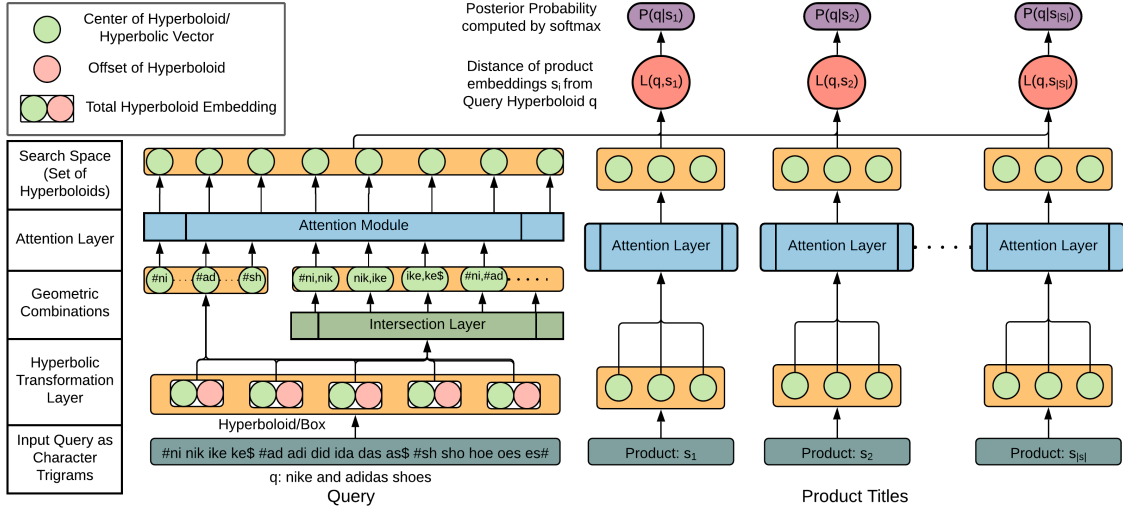 Center of Hyperboloid/
Hyperbolic Vector
Offset of Hyperboloid
Total Hyperboloid Embedding
Posterior Probability
computed by softmax
P(q|s1)
P(q|s2)
P(q|s|S|)
Distance of product
embeddings si from
Query Hyperboloid q
L(q,s1)
L(q,s2)
L(q,s|S|)
Search Space
(Set of
Hyperboloids)
Attention Layer
Attention Module
Attention Layer
Attention Layer
Attention Layer
Geometric
Combinations
#ni
#ad
#sh
#ni,nik
nik,ike
ike,ke$
#ni,#ad
Intersection Layer
Hyperbolic
Transformation
Layer
Hyperboloid/Box
Input Query as
Character
Trigrams
#ni nik ike ke$ #ad adi did ida das as$ #sh sho hoe oes es#
Product: s1
Product: s2
Product: s|s|
q: nike and adidas shoes
Query
Product Titles